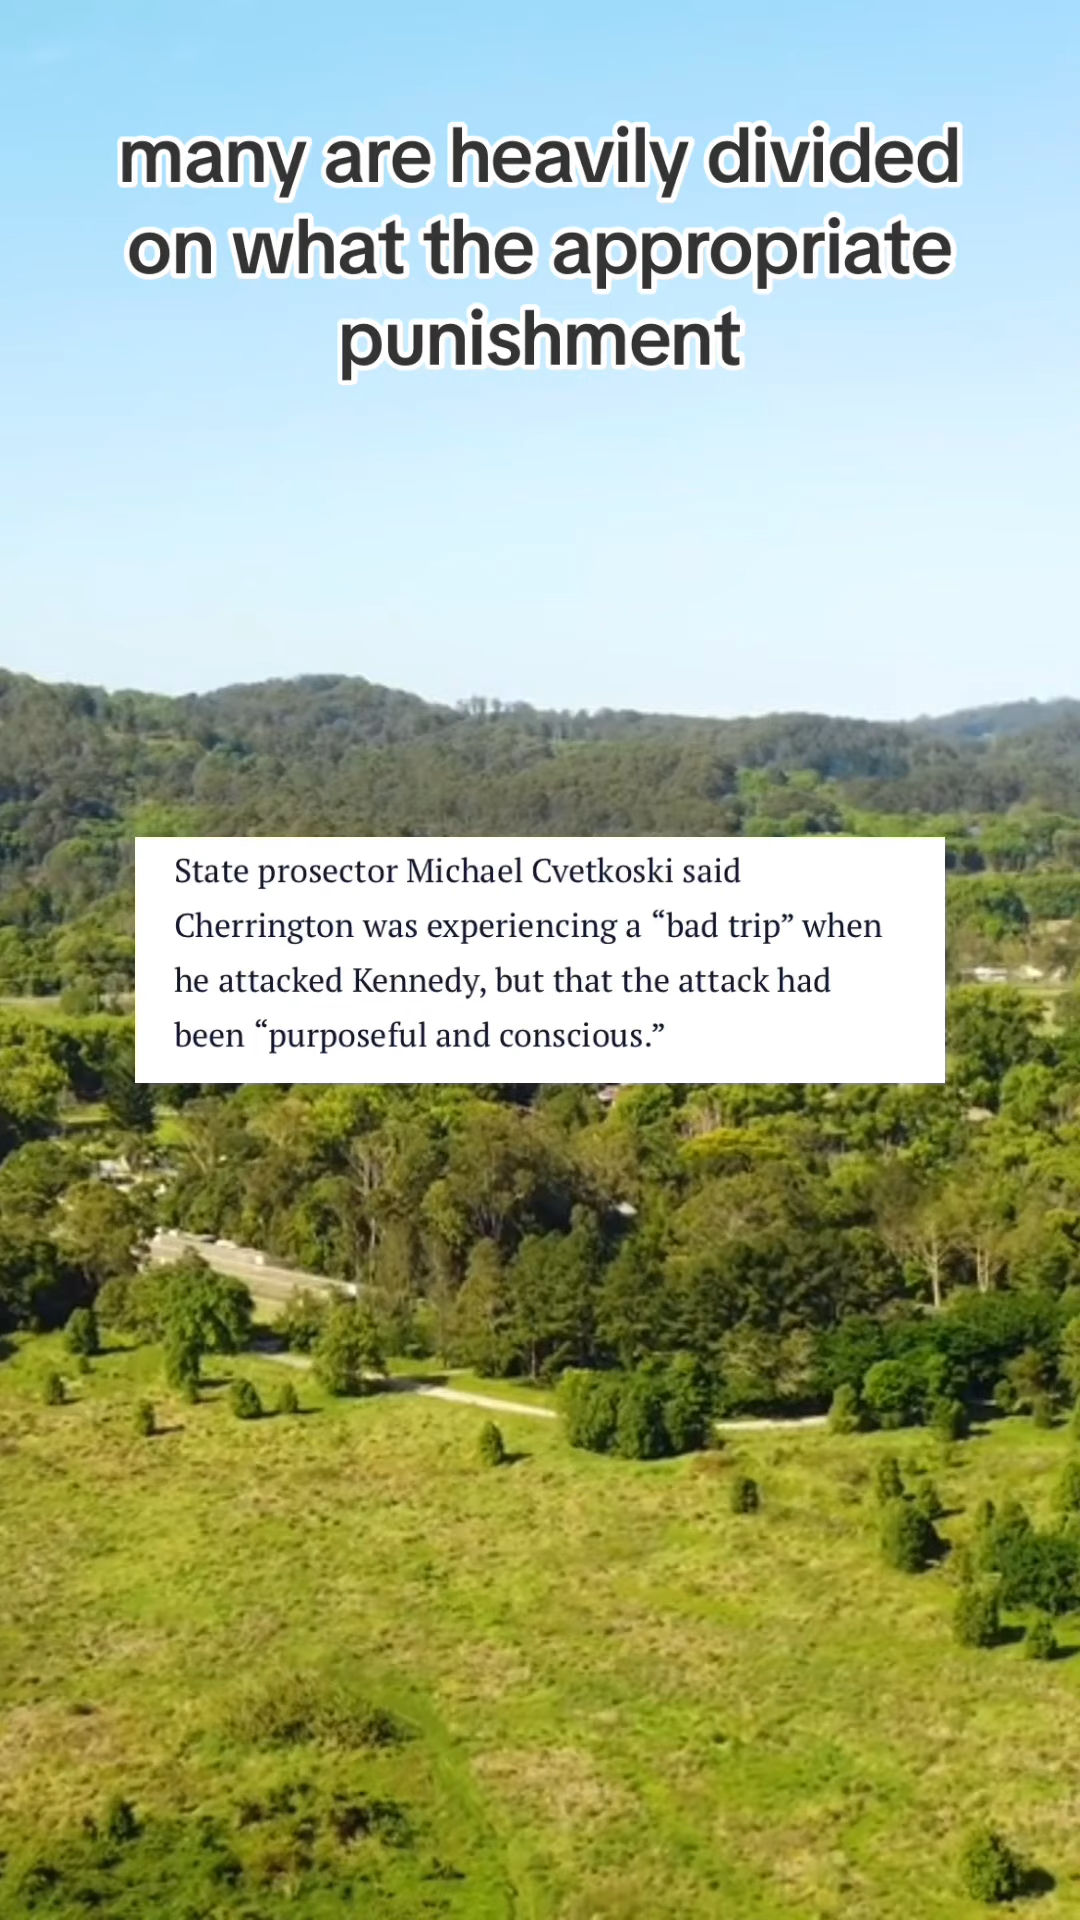 many are heavily divided
on what the appropriate
punishment
State prosector Michael Cvetkoski said
Cherrington was experiencing a “bad trip” when
he attacked Kennedy, but that the attack had
been “purposeful and conscious.”